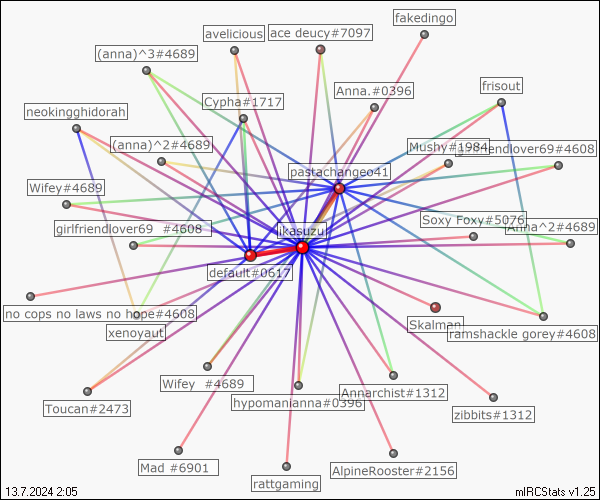 fakedingo
avelicious
ace deucy#7097
(anna)^3#4689
frisout
Anna.#0396
Cypha#1717
neokingghidorah
(anna)^2#4689
Mushy#1984
girlfriendlover69#4608
pastachangeo41
Wifey#4689
Soxy Foxy#5076
Anna^2#4689
girlfriendlover69 #4608
ikasuzu
default#0617
no cops no laws no hope#4608
xenoyaut
Skalman
ramshackle gorey#4608
Wifey #4689
Annarchist#1312
hypomanianna#0396
Toucan#2473
zibbits#1312
Mad #6901
AlpineRooster#2156
rattgaming
13.7.2024 2:05
mIRCStats v1.25